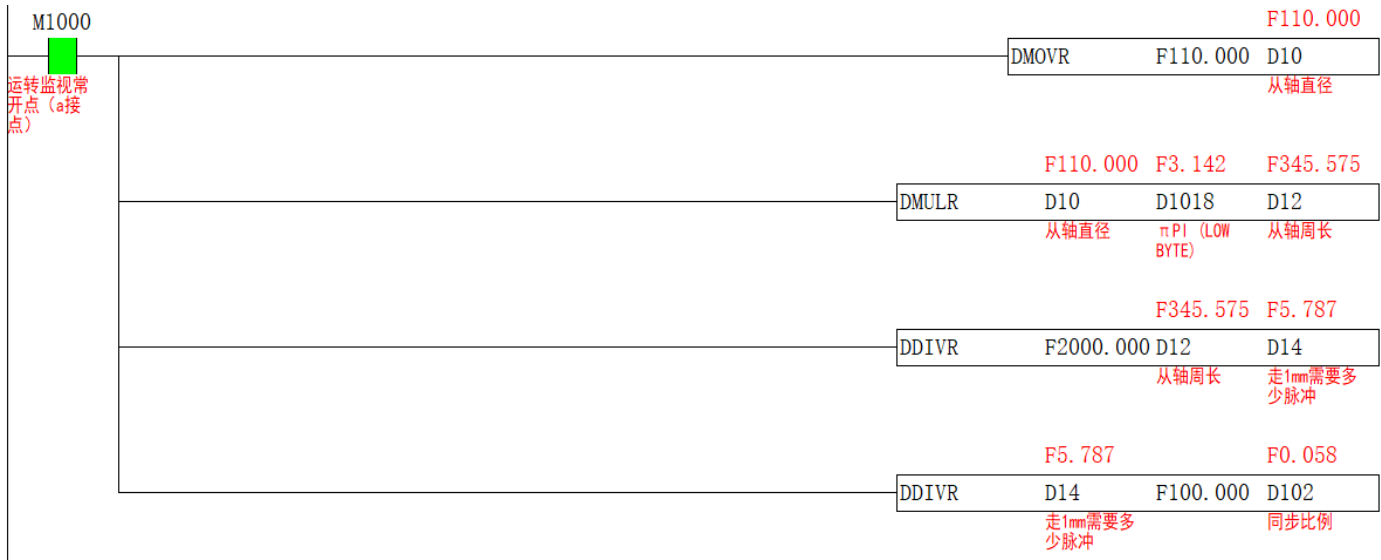 M1000
运转监视常
开点（a接
点）
F110.000
DMOVR F110.000 D10
从轴直径
F110.000 F3.142 F345.575
DMULR D10 D1018 D12
从轴直径 πPI (LOW 从轴周长
BYTE)
F345.575 F5.787
DDIVR F2000.000 D12 D14
从轴周长 走1mm需要多
少脉冲
F5.787 F0.058
DDIVR D14 F100.000 D102
走1mm需要多 同步比例
少脉冲